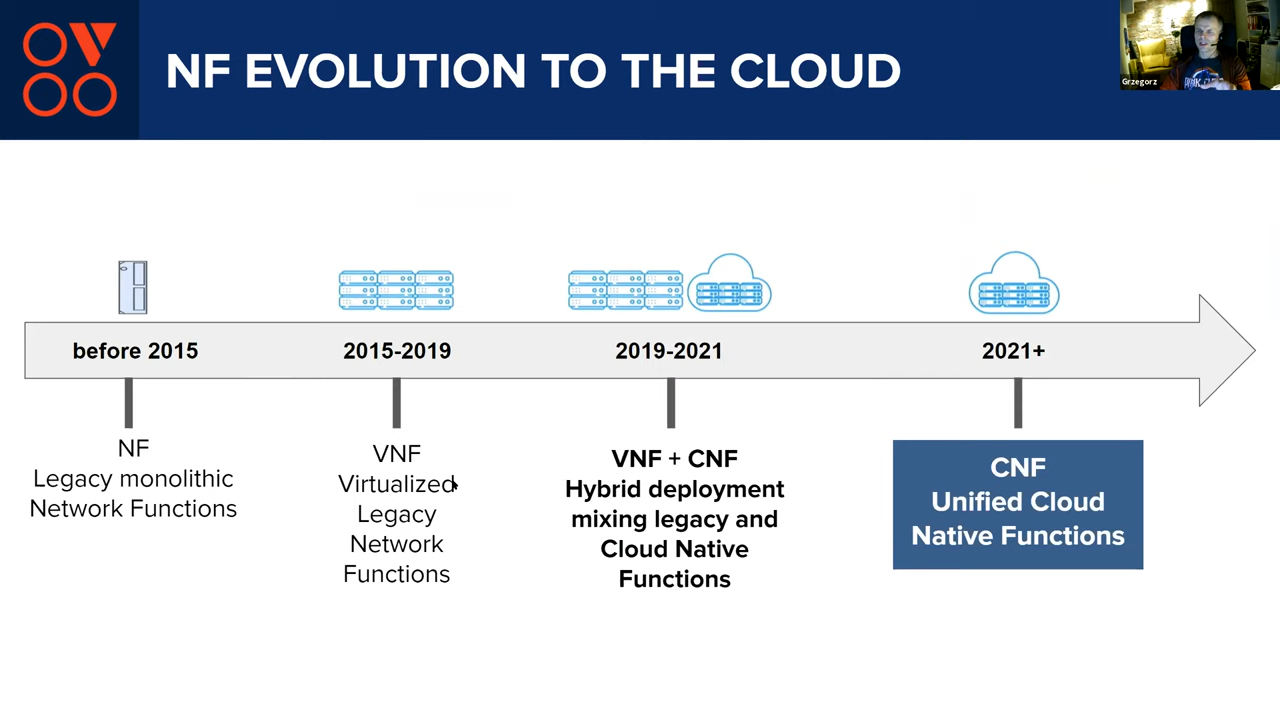 OVOO
NF EVOLUTION TO THE CLOUD
Grzegorz
before 2015
2015-2019
2019-2021
2021+
NF
Legacy monolithic
Network Functions
VNF
Virtualized
Legacy
Network
Functions
VNF + CNF
Hybrid deployment
mixing legacy and
Cloud Native
Functions
CNF
Unified Cloud
Native Functions